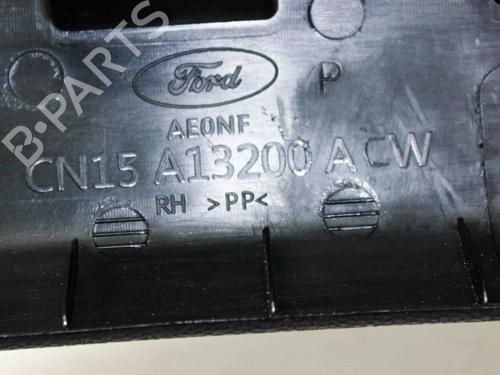 B-PARTS
Ford
P
AE0NF
CN15 A13200 ACW
RH >PP<